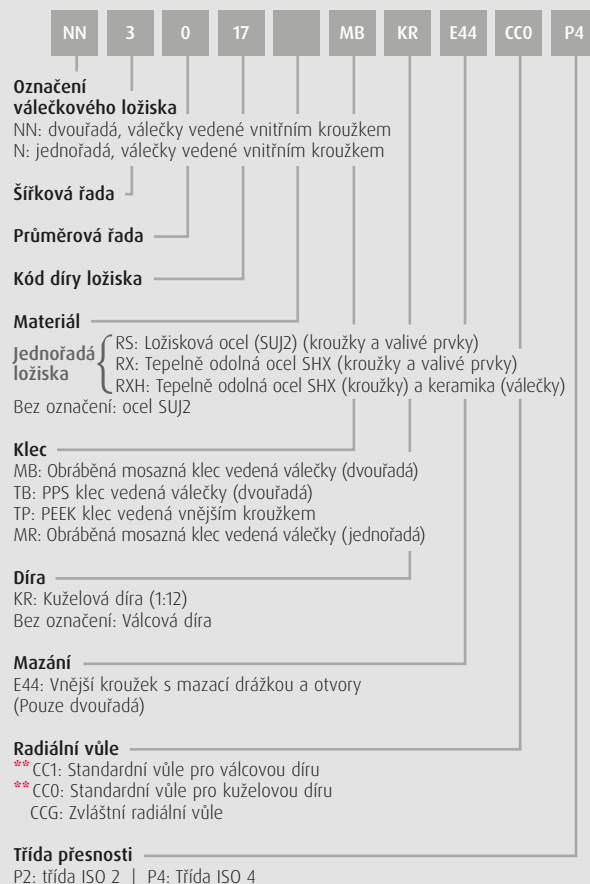 NN 3 0 17 MB KR E44 CC0 P4
Označení
válečkového ložiska
NN: dvouřadá, válečky vedené vnitřním kroužkem
N: jednořadá, válečky vedené vnitřním kroužkem
Šířková řada
Průměrová řada
Kód díry ložiska
Materiál
Jednořadá
ložiska
RS: Ložisková ocel (SUJ2) (kroužky a valivé prvky)
RX: Tepelně odolná ocel SHX (kroužky a valivé prvky)
RXH: Tepelně odolná ocel SHX (kroužky) a keramika (válečky)
Bez označení: ocel SUJ2
Klec
MB: Obráběná mosazná klec vedená válečky (dvouřadá)
TB: PPS klec vedená válečky (dvouřadá)
TP: PEEK klec vedená vnějším kroužkem
MR: Obráběná mosazná klec vedená válečky (jednořadá)
Díra
KR: Kuželová díra (1:12)
Bez označení: Válcová díra
Mazání
E44: Vnější kroužek s mazací drážkou a otvory
(Pouze dvouřadá)
Radiální vůle
**CC1: Standardní vůle pro válcovou díru
**CC0: Standardní vůle pro kuželovou díru
CCG: Zvláštní radiální vůle
Třída přesnosti
P2: třída ISO 2 | P4: Třída ISO 4